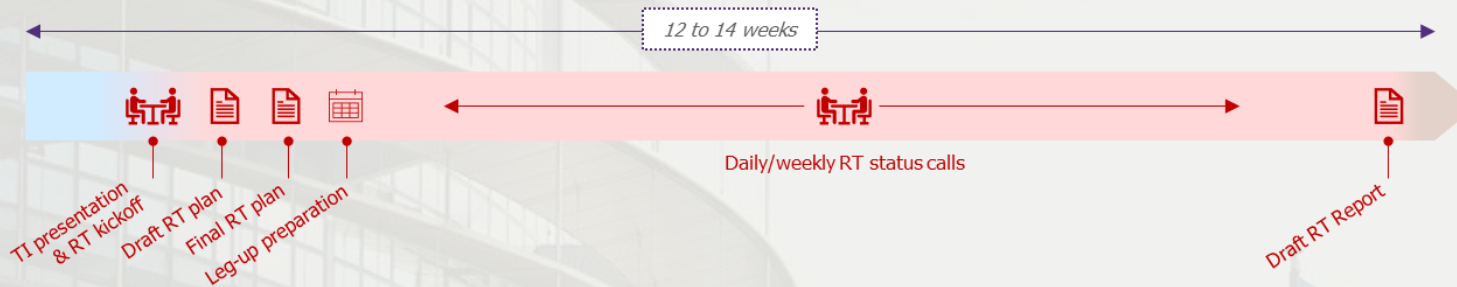 12 to 14 weeks
TI presentation
& RT kickoff
Draft RT plan
Final RT plan
Leg-up preparation
Daily/weekly RT status calls
Draft RT Report